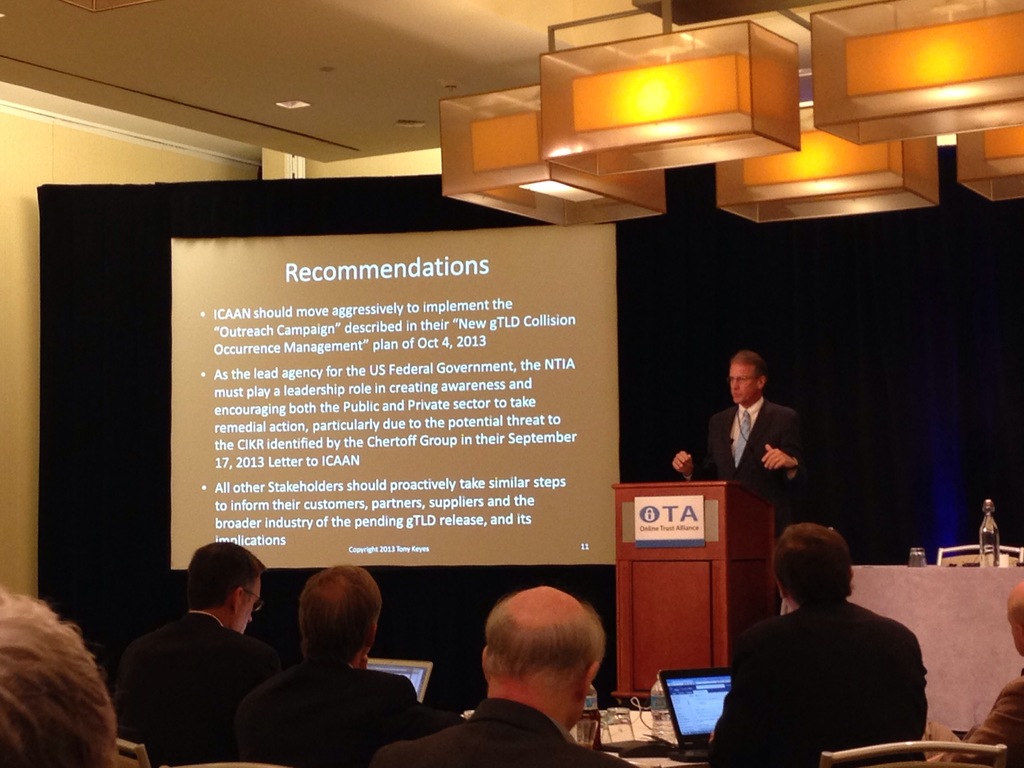 Recommendations
• ICAAN should move aggressively to implement the
“Outreach Campaign” described in their “New gTLD Collision
Occurrence Management” plan of Oct 4, 2013
• As the lead agency for the US Federal Government, the NTIA
must play a leadership role in creating awareness and
encouraging both the Public and Private sector to take
remedial action, particularly due to the potential threat to
the CIKR identified by the Chertoff Group in their September
17, 2013 Letter to ICAAN
• All other Stakeholders should proactively take similar steps
to inform their customers, partners, suppliers and the
broader industry of the pending gTLD release, and its
implications
Copyright 2013 Tony Keyes
11
OTA
Online Trust Alliance